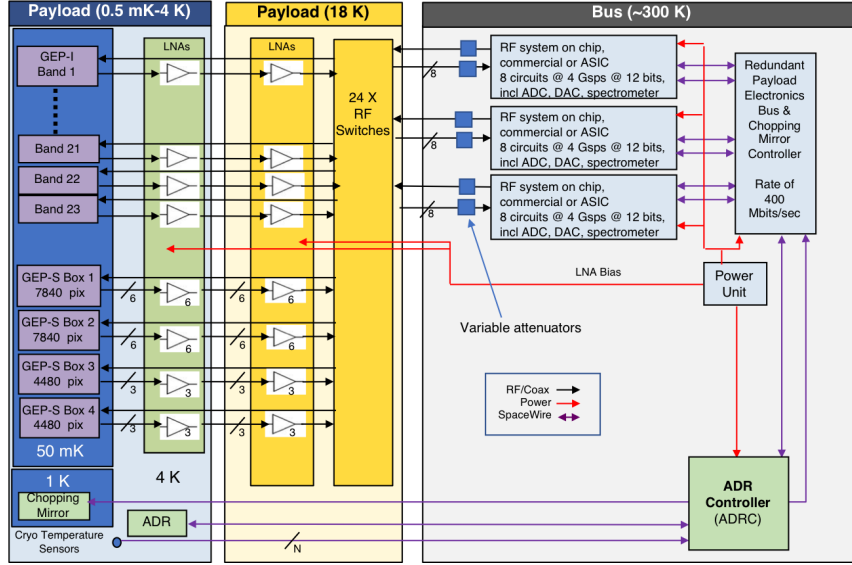 Payload (0.5 mK-4 K)
Payload (18 K)
Bus (~300 K)
GEP-I
Band 1
Band 21
Band 22
Band 23
GEP-S Box 1
7840 pix
GEP-S Box 2
7840 pix
GEP-S Box 3
4480 pix
GEP-S Box 4
4480 pix
50 mK
1 K
Chopping
Mirror
Cryo Temperature
Sensors
LNAs
6
6
3
3
6
6
3
3
4 K
ADR
LNAs
6
6
3
3
6
6
3
3
24 X
RF
Switches
N
8
8
8
RF system on chip,
commercial or ASIC
8 circuits @ 4 Gsps @ 12 bits,
incl ADC, DAC, spectrometer
RF system on chip,
commercial or ASIC
8 circuits @ 4 Gsps @ 12 bits,
incl ADC, DAC, spectrometer
RF system on chip,
commercial or ASIC
8 circuits @ 4 Gsps @ 12 bits,
incl ADC, DAC, spectrometer
Redundant
Payload
Electronics
Bus &
Chopping
Mirror
Controller
Rate of
400
Mbits/sec
LNA Bias
Power
Unit
Variable attenuators
RF/Coax
Power
SpaceWire
ADR
Controller
(ADRC)